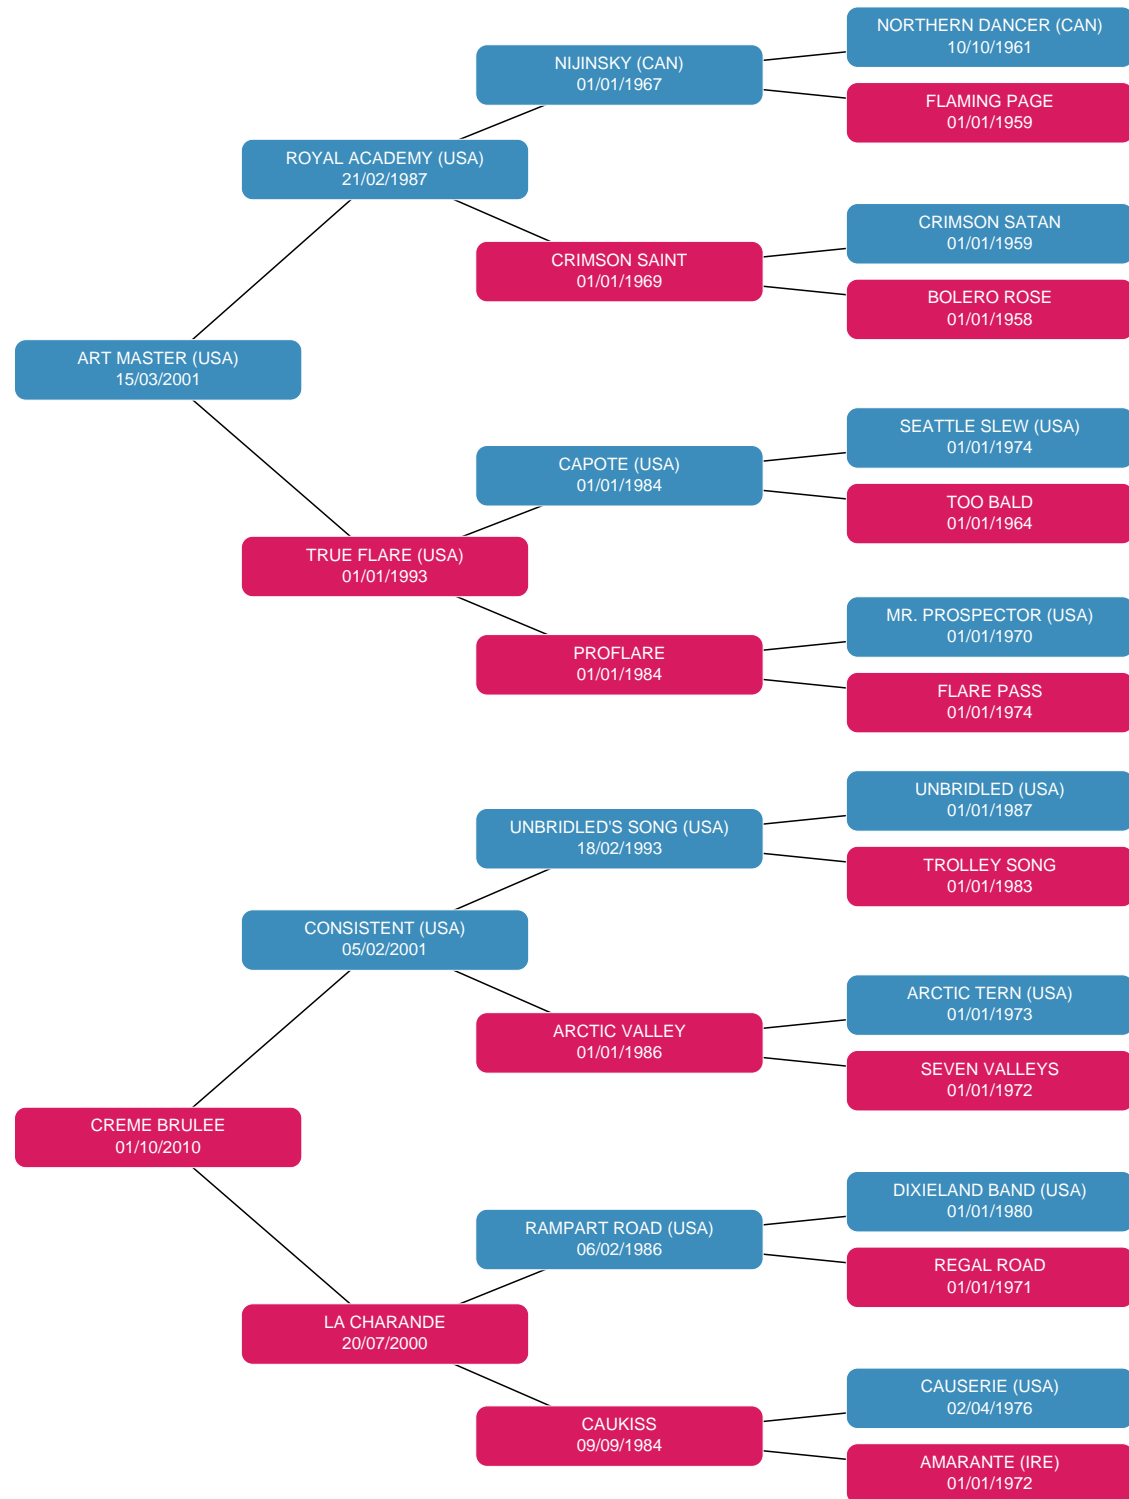 NORTHERN DANCER (CAN)
10/10/1961
NIJINSKY (CAN)
01/01/1967
FLAMING PAGE
01/01/1959
ROYAL ACADEMY (USA)
21/02/1987
CRIMSON SATAN
01/01/1959
CRIMSON SAINT
01/01/1969
BOLERO ROSE
01/01/1958
ART MASTER (USA)
15/03/2001
SEATTLE SLEW (USA)
01/01/1974
CAPOTE (USA)
01/01/1984
TOO BALD
01/01/1964
TRUE FLARE (USA)
01/01/1993
MR. PROSPECTOR (USA)
01/01/1970
PROFLARE
01/01/1984
FLARE PASS
01/01/1974
UNBRIDLED (USA)
01/01/1987
UNBRIDLED'S SONG (USA)
18/02/1993
TROLLEY SONG
01/01/1983
CONSISTENT (USA)
05/02/2001
ARCTIC TERN (USA)
01/01/1973
ARCTIC VALLEY
01/01/1986
SEVEN VALLEYS
01/01/1972
CREME BRULEE
01/10/2010
DIXIELAND BAND (USA)
01/01/1980
RAMPART ROAD (USA)
06/02/1986
REGAL ROAD
01/01/1971
LA CHARANDE
20/07/2000
CAUSERIE (USA)
02/04/1976
CAUKISS
09/09/1984
AMARANTE (IRE)
01/01/1972